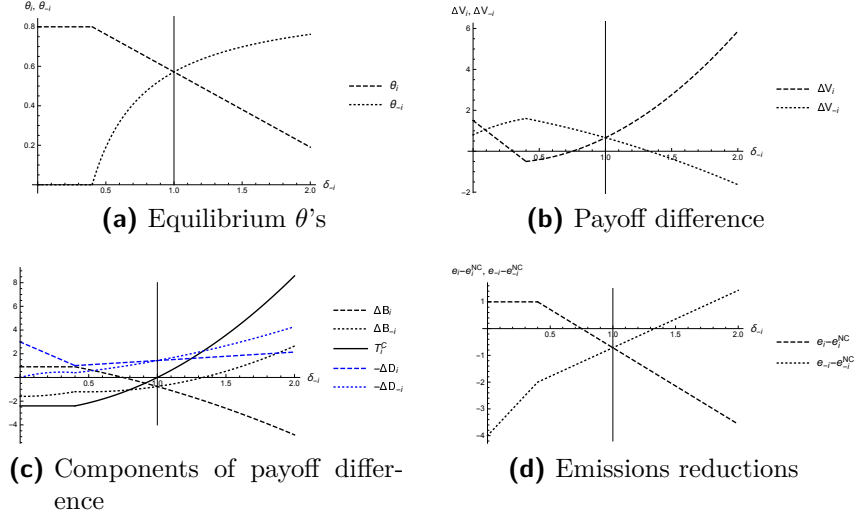 θi, θ−i
0.8
0.6
0.4
0.2
0.5 1.0 1.5 2.0 δ−i
θi
θ−i
(a) Equilibrium θ's
ΔVi, ΔV−i
6
4
2
-2
0.5 1.0 1.5 2.0 δ−i
ΔVi
ΔV−i
(b) Payoff difference
8
6
4
2
-2
-4
0.5 1.0 1.5 2.0 δ−i
ΔBi
ΔB−i
TiC
−ΔDi
−ΔD−i
(c) Components of payoff differ-
ence
ei−eiNC, e−i−e−iNC
1
-1
-2
-3
-4
0.5 1.0 1.5 2.0 δ−i
ei−eiNC
e−i−e−iNC
(d) Emissions reductions